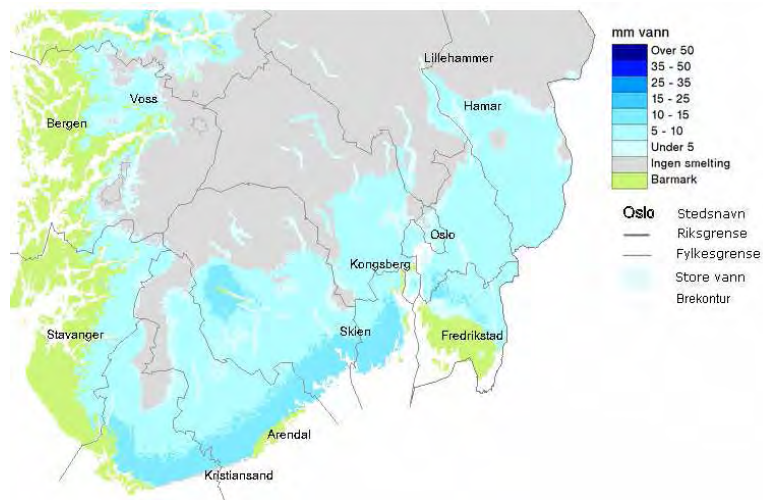 Lillehammer
Voss
Hamar
Bergen
Oslo
Kongsberg
Stavanger
Skien
Fredrikstad
Arendal
Kristiansand
mm vann
Over 50
35 - 50
25 - 35
15 - 25
10 - 15
5 - 10
Under 5
Ingen smelting
Barmark
Oslo Stedsnavn
Riksgrense
Fylkesgrense
Store vann
Brekontur